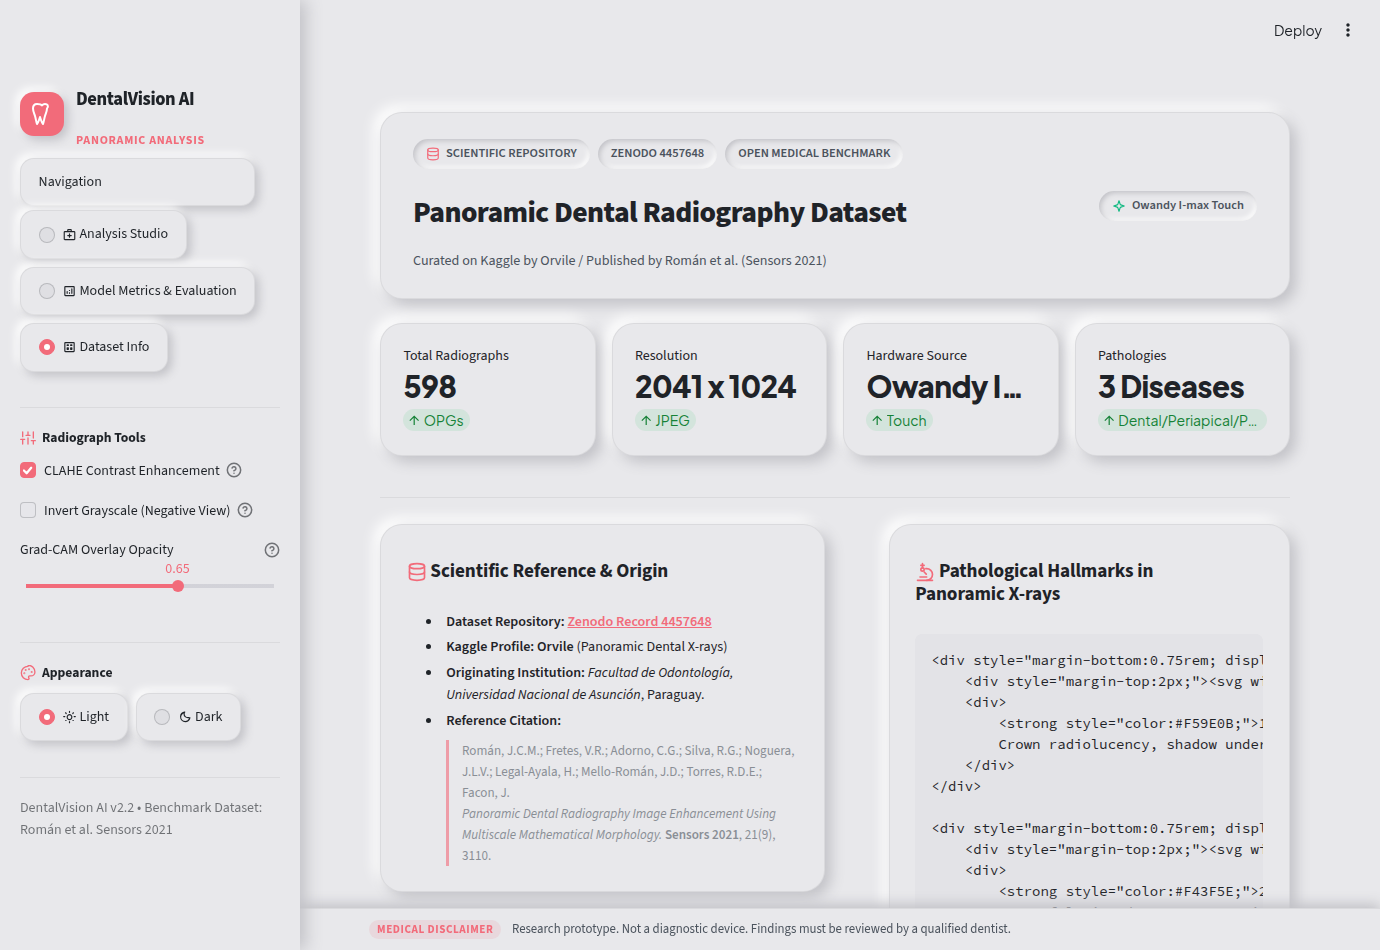 Deploy
DentalVision AI
PANORAMIC ANALYSIS
Navigation
Analysis Studio
Model Metrics & Evaluation
Dataset Info
Radiograph Tools
CLAHE Contrast Enhancement
Invert Grayscale (Negative View)
Grad-CAM Overlay Opacity
0.65
Appearance
Light
Dark
DentalVision AI v2.2 • Benchmark Dataset:
Román et al. Sensors 2021
SCIENTIFIC REPOSITORY
ZENODO 4457648
OPEN MEDICAL BENCHMARK
Panoramic Dental Radiography Dataset
Owandy I-max Touch
Curated on Kaggle by Orvile / Published by Román et al. (Sensors 2021)
Total Radiographs
598
↑ OPGs
Resolution
2041 x 1024
↑ JPEG
Hardware Source
Owandy I...
↑ Touch
Pathologies
3 Diseases
↑ Dental/Periapical/P...
Scientific Reference & Origin
• Dataset Repository: Zenodo Record 4457648
• Kaggle Profile: Orvile (Panoramic Dental X-rays)
• Originating Institution: Facultad de Odontología,
Universidad Nacional de Asunción, Paraguay.
• Reference Citation:
Román, J.C.M.; Fretes, V.R.; Adorno, C.G.; Silva, R.G.; Noguera,
J.L.V.; Legal-Ayala, H.; Mello-Román, J.D.; Torres, R.D.E.;
Facon, J.
Panoramic Dental Radiography Image Enhancement Using
Multiscale Mathematical Morphology. Sensors 2021, 21(9),
3110.
Pathological Hallmarks in
Panoramic X-rays
<div style="margin-bottom:0.75rem; displ
<div style="margin-top:2px;"><svg wi
<div>
<strong style="color:#F59E0B;">1
Crown radiolucency, shadow under
</div>
</div>
<div style="margin-bottom:0.75rem; displ
<div style="margin-top:2px;"><svg wi
<div>
<strong style="color:#F43F5E;">2
MEDICAL DISCLAIMER
Research prototype. Not a diagnostic device. Findings must be reviewed by a qualified dentist.